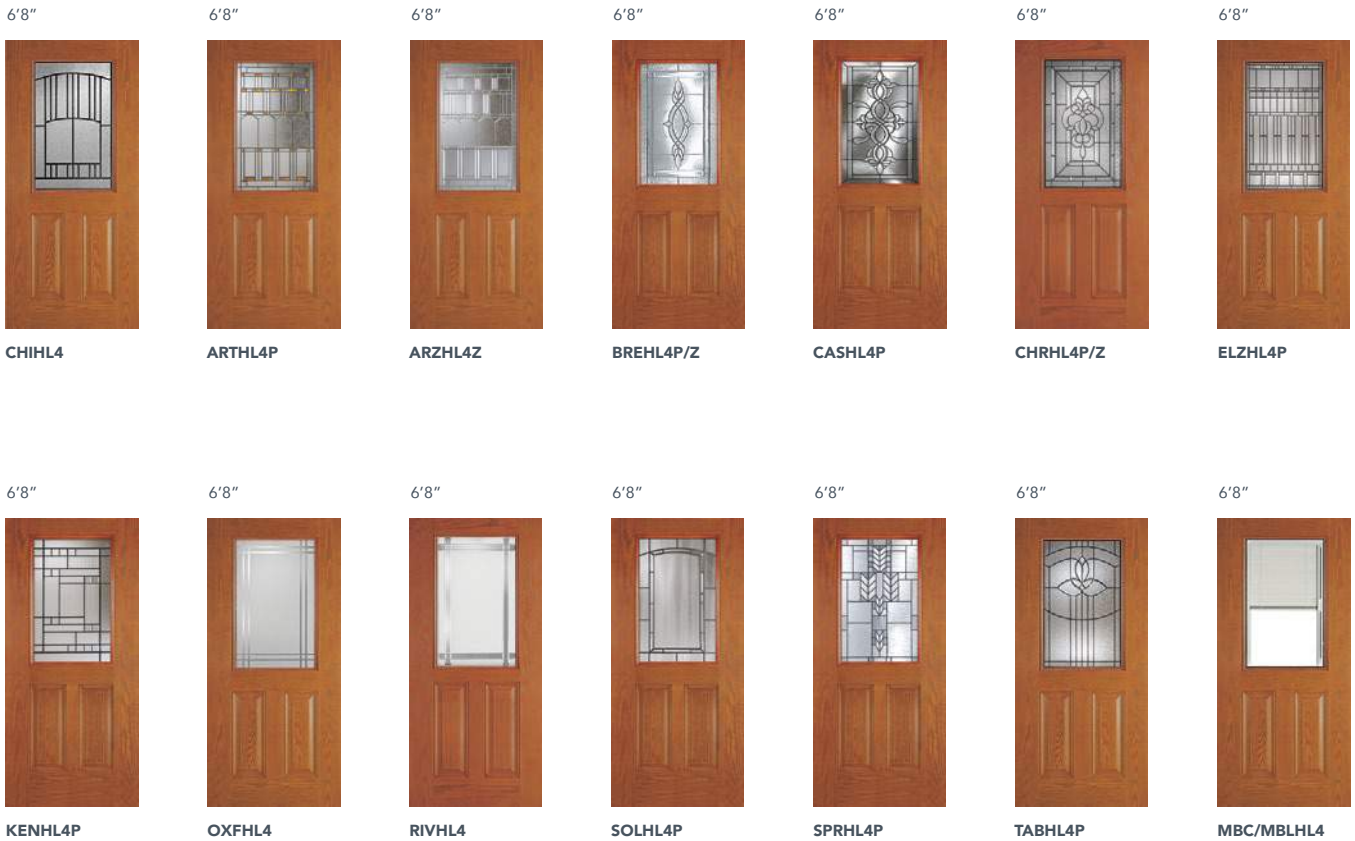 6’8” 6’8” 6’8” 6’8” 6’8” 6’8” 6’8”
CHIHL4 ARTHL4P ARZHL4Z BREHL4P/Z CASHL4P CHRHL4P/Z ELZHL4P
6’8” 6’8” 6’8” 6’8” 6’8” 6’8” 6’8”
KENHL4P OXFHL4 RIVHL4 SOLHL4P SPRHL4P TABHL4P MBC/MBLHL4